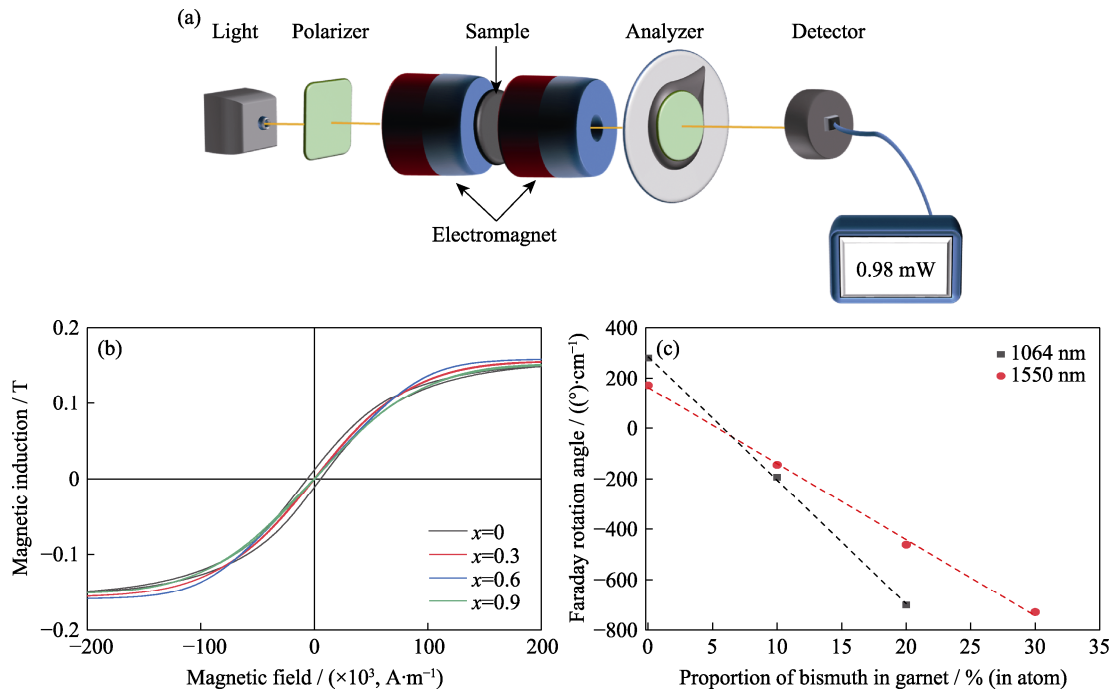 (a)
Light
Polarizer
Sample
Analyzer
Detector
Electromagnet
0.98 mW
(b)
Magnetic induction / T
0.2
0.1
0
−0.1
−0.2
−200
−100
0
100
200
Magnetic field / (×10³, A·m⁻¹)
x=0
x=0.3
x=0.6
x=0.9
(c)
Faraday rotation angle / ((°)·cm⁻¹)
400
200
0
−200
−400
−600
−800
0
5
10
15
20
25
30
35
Proportion of bismuth in garnet / % (in atom)
1064 nm
1550 nm